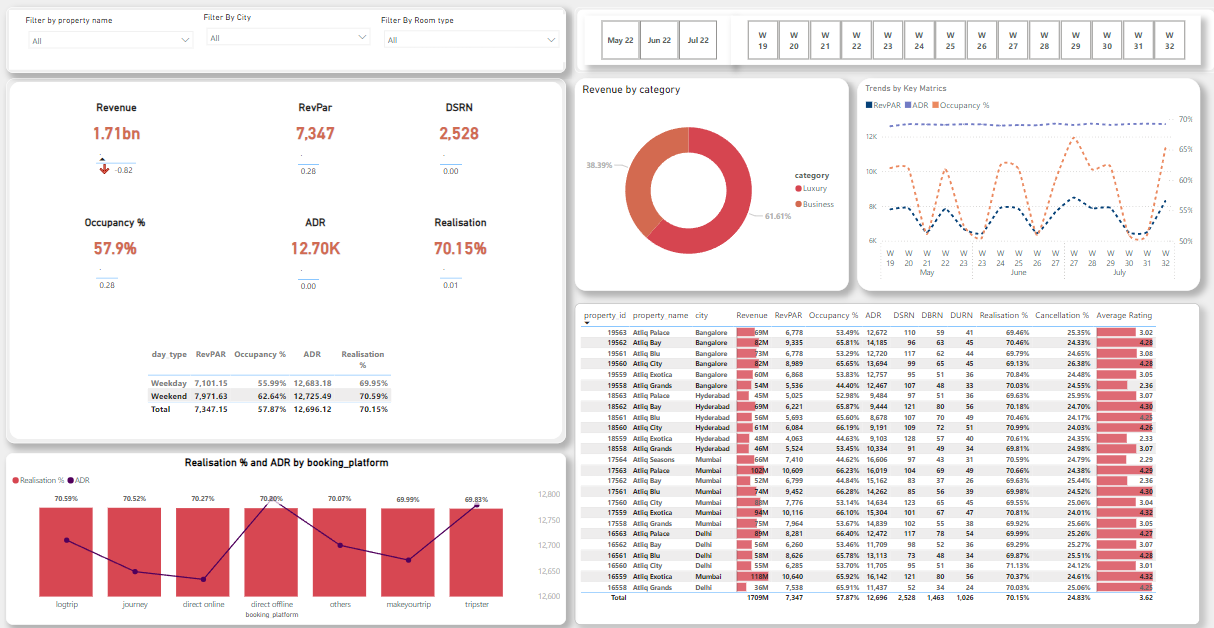 Filter by property name
All
Filter By City
All
Filter By Room type
All
May 22 Jun 22 Jul 22
W 19 W 20 W 21 W 22 W 23 W 24 W 25 W 26 W 27 W 28 W 29 W 30 W 31 W 32
Revenue RevPar DSRN
1.71bn 7,347 2,528
-0.82 0.28 0.00
Occupancy % ADR Realisation
57.9% 12.70K 70.15%
0.28 0.00 0.01
day_type RevPAR Occupancy % ADR Realisation %
Weekday 7,101.15 55.99% 12,683.18 69.95%
Weekend 7,971.63 62.64% 12,725.49 70.59%
Total 7,347.15 57.87% 12,696.12 70.15%
Revenue by category
38.39%
61.61%
category
Luxury
Business
Trends by Key Matrics
RevPAR ADR Occupancy %
12K 10K 8K 6K
70% 65% 60% 55% 50%
W 19 W 20 W 21 W 22 W 23 W 23 W 24 W 25 W 26 W 27 W 27 W 28 W 29 W 30 W 31 W 32
May June July
Realisation % and ADR by booking_platform
Realisation % ADR
70.59% 70.52% 70.27% 70.20% 70.07% 69.99% 69.83%
12,800
12,750
12,700
12,650
12,600
logtrip journey direct online direct offline others makeyourtrip tripster
booking_platform
property_id property_name city Revenue RevPAR Occupancy % ADR DSRN DBRN DURN Realisation % Cancellation % Average Rating
19563 Atliq Palace Bangalore 69M 6,778 53.49% 12,672 110 59 41 69.46% 25.35% 3.02
19562 Atliq Bay Bangalore 82M 9,335 65.81% 14,185 96 63 45 70.46% 24.33% 4.28
19561 Atliq Blu Bangalore 73M 6,778 53.29% 12,720 117 62 44 69.79% 24.65% 3.08
19560 Atliq City Bangalore 82M 8,989 65.65% 13,694 99 65 45 69.13% 26.38% 4.28
19559 Atliq Exotica Bangalore 60M 6,868 53.83% 12,757 95 51 36 70.84% 24.48% 3.05
19558 Atliq Grands Bangalore 54M 5,536 44.40% 12,467 107 48 33 70.03% 24.55% 2.36
18563 Atliq Palace Hyderabad 45M 5,025 52.98% 9,484 97 51 36 69.63% 25.95% 3.07
18562 Atliq Bay Hyderabad 69M 6,221 65.87% 9,444 121 80 56 70.18% 24.70% 4.30
18561 Atliq Blu Hyderabad 56M 5,693 65.60% 8,678 107 70 49 70.46% 24.17%
18560 Atliq City Hyderabad 61M 6,084 66.19% 9,191 109 72 51 70.99% 24.03% 4.26
18559 Atliq Exotica Hyderabad 48M 4,063 44.63% 9,103 128 57 40 70.61% 24.35% 2.33
18558 Atliq Grands Hyderabad 46M 5,524 53.45% 10,334 91 49 34 69.81% 24.98% 3.07
17564 Atliq Seasons Mumbai 66M 7,410 44.62% 16,606 97 43 31 70.59% 24.79% 2.29
17563 Atliq Palace Mumbai 102M 10,609 66.23% 16,019 104 69 49 70.66% 24.38% 4.29
17562 Atliq Bay Mumbai 52M 6,799 44.84% 15,162 83 37 26 69.63% 25.44% 2.36
17561 Atliq Blu Mumbai 74M 9,452 66.28% 14,262 85 56 39 69.98% 24.52% 4.30
17560 Atliq City Mumbai 7,776 53.14% 14,634 123 65 45 69.55% 25.06% 3.04
17559 Atliq Exotica Mumbai 94M 10,116 66.10% 15,304 101 67 47 70.81% 24.01% 4.32
17558 Atliq Grands Mumbai 75M 7,964 53.67% 14,839 102 55 38 69.92% 25.66% 3.05
16563 Atliq Palace Delhi 89M 8,281 66.40% 12,472 117 78 54 69.99% 25.26% 4.27
16562 Atliq Bay Delhi 56M 6,260 53.46% 11,709 98 52 36 69.29% 25.27% 3.07
16561 Atliq Blu Delhi 58M 8,626 65.78% 13,113 73 48 34 69.87% 25.51% 4.28
16560 Atliq City Delhi 55M 6,285 53.70% 11,705 95 51 36 71.13% 24.12% 3.01
16559 Atliq Exotica Mumbai 118M 10,640 65.92% 16,142 121 80 56 70.37% 24.61% 4.32
16558 Atliq Grands Delhi 36M 7,538 65.91% 11,437 52 34 24 70.03% 25.06%
Total 1709M 7,347 57.87% 12,696 2,528 1,463 1,026 70.15% 24.83% 3.62